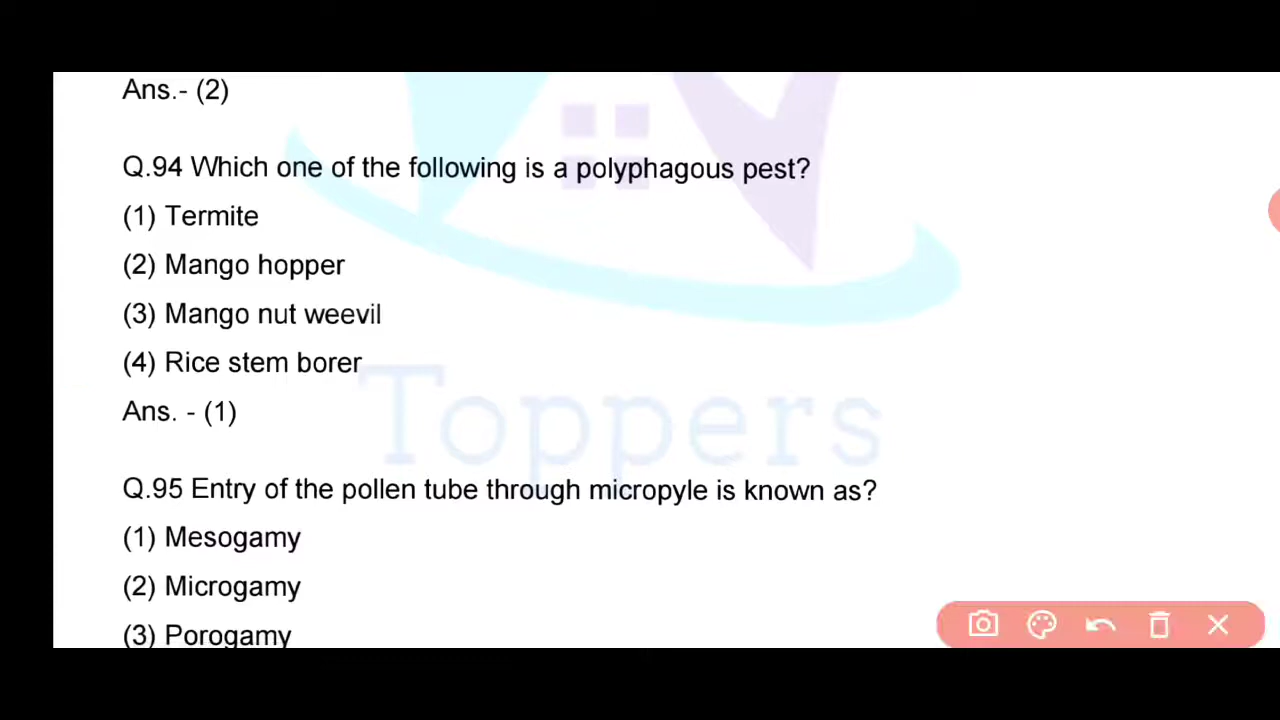 Ans.- (2)
Q.94 Which one of the following is a polyphagous pest?
(1) Termite
(2) Mango hopper
(3) Mango nut weevil
(4) Rice stem borer
Ans. - (1)
Toppers
Q.95 Entry of the pollen tube through micropyle is known as?
(1) Mesogamy
(2) Microgamy
(3) Porogamy